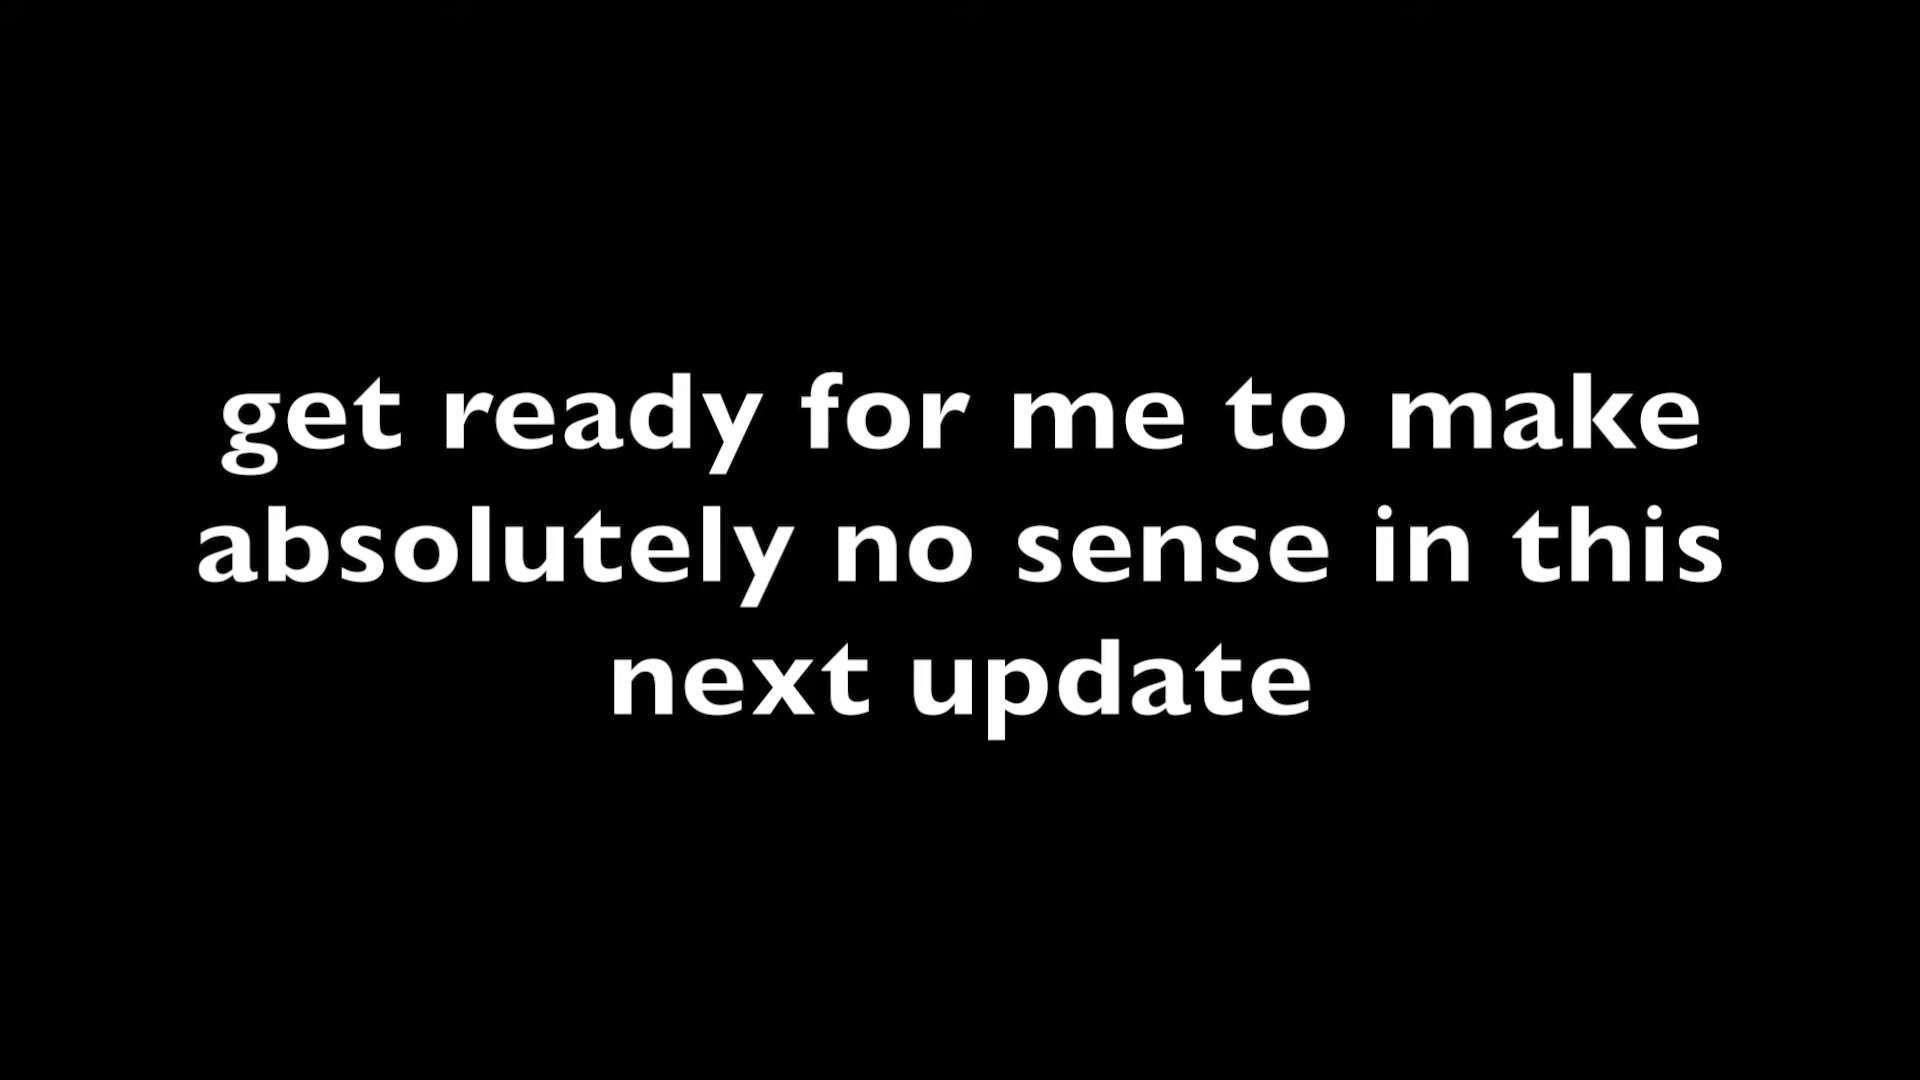 get ready for me to make
absolutely no sense in this
next update